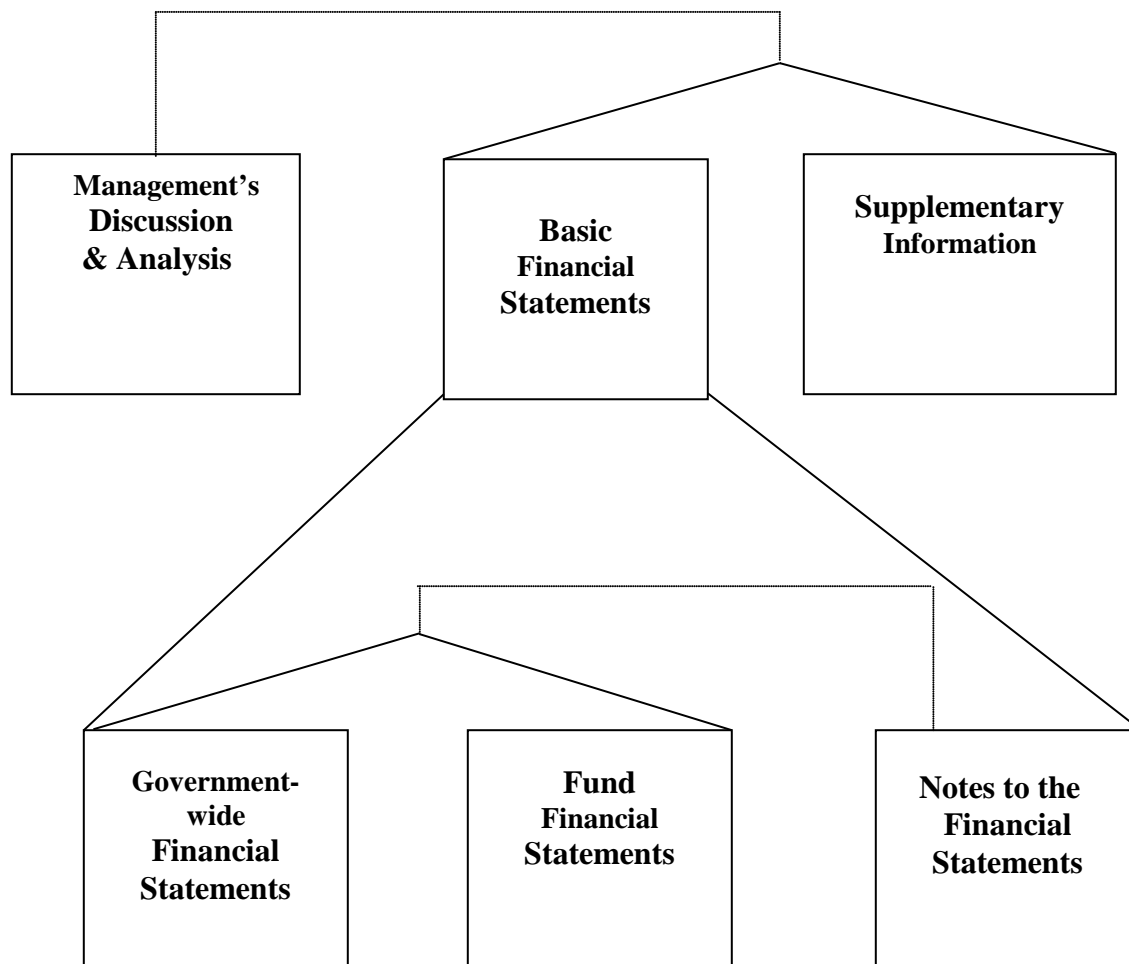 Management’s
Discussion
& Analysis
Basic
Financial
Statements
Supplementary
Information
Government-
wide
Financial
Statements
Fund
Financial
Statements
Notes to the
Financial
Statements